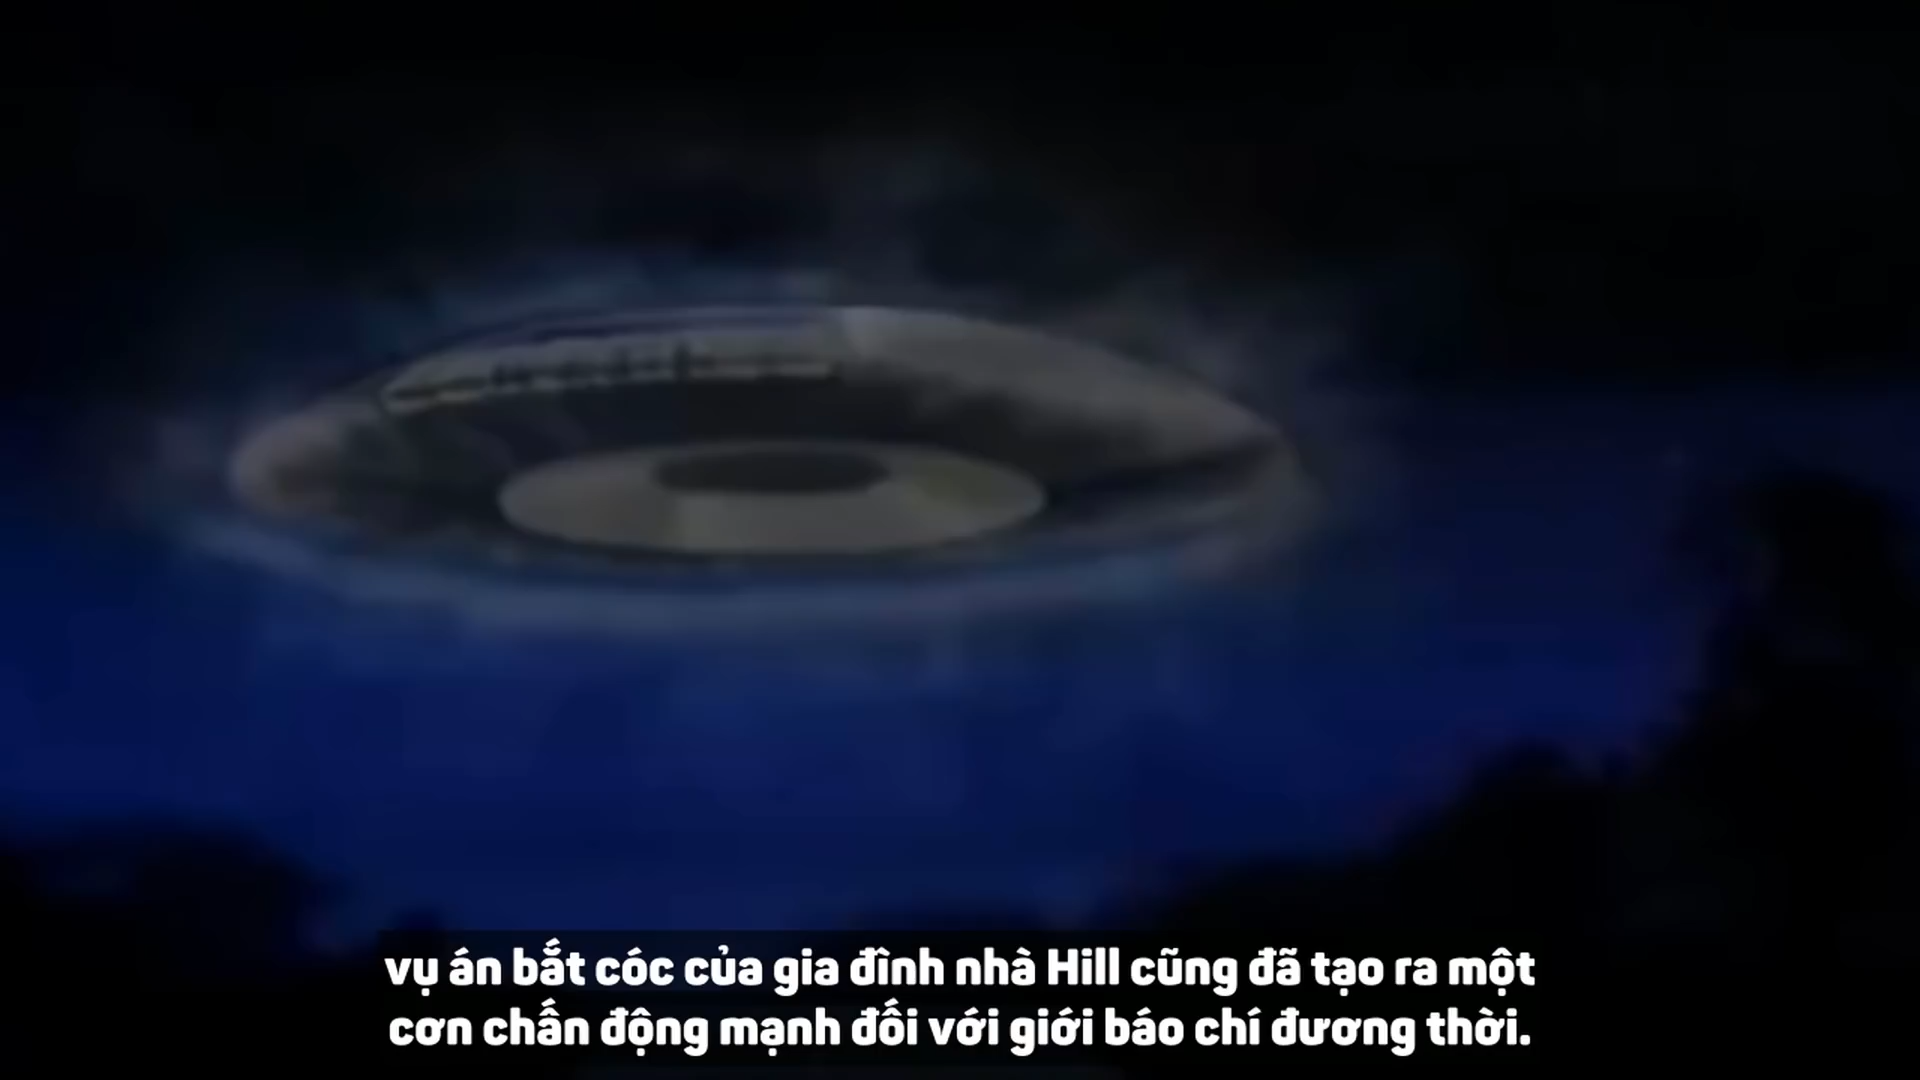 vụ án bắt cóc của gia đình nhà Hill cũng đã tạo ra một
cơn chấn động mạnh đối với giới báo chí đương thời.